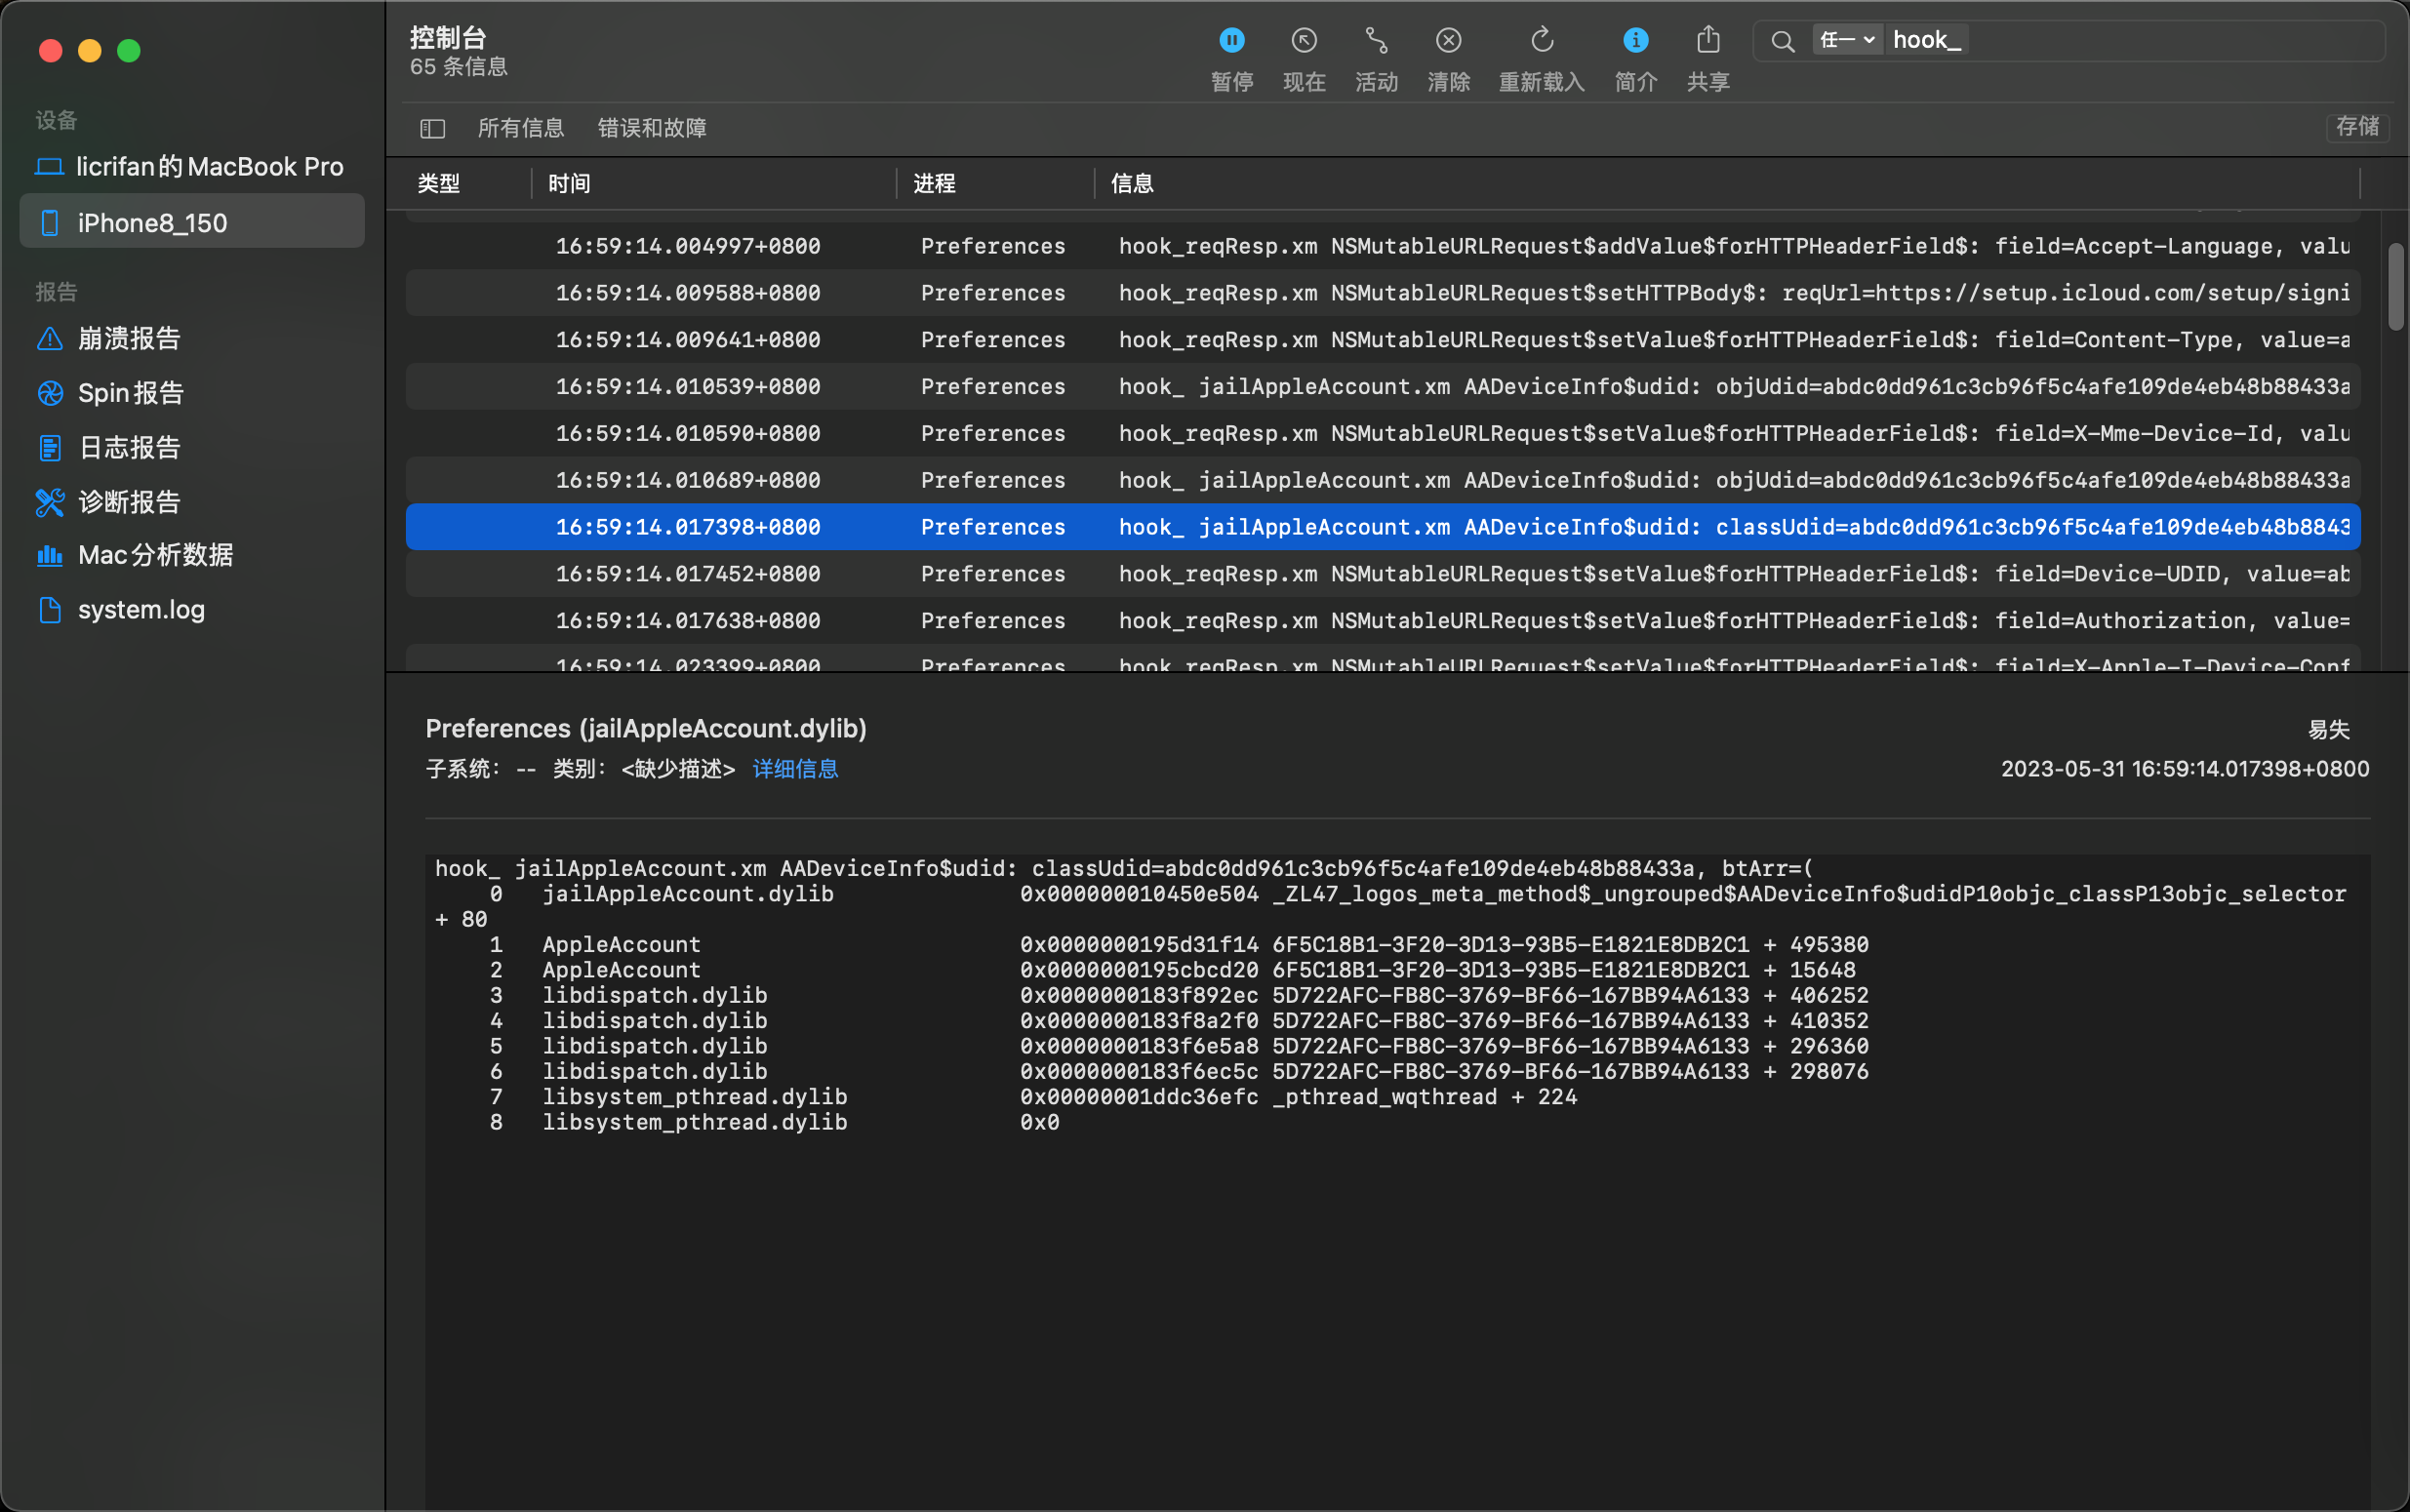 控制台
65 条信息
暂停 现在 活动 清除 重新载入 简介 共享
任一 hook_
设备
licrifan的MacBook Pro
iPhone8_150
报告
崩溃报告
Spin报告
日志报告
诊断报告
Mac分析数据
system.log
所有信息 错误和故障 存储
类型 时间 进程 信息
16:59:14.004997+0800 Preferences hook_reqResp.xm NSMutableURLRequest$addValue$forHTTPHeaderField$: field=Accept-Language, valu
16:59:14.009588+0800 Preferences hook_reqResp.xm NSMutableURLRequest$setHTTPBody$: reqUrl=https://setup.icloud.com/setup/signi
16:59:14.009641+0800 Preferences hook_reqResp.xm NSMutableURLRequest$setValue$forHTTPHeaderField$: field=Content-Type, value=a
16:59:14.010539+0800 Preferences hook_ jailAppleAccount.xm AADeviceInfo$udid: objUdid=abdc0dd961c3cb96f5c4afe109de4eb48b88433a
16:59:14.010590+0800 Preferences hook_reqResp.xm NSMutableURLRequest$setValue$forHTTPHeaderField$: field=X-Mme-Device-Id, valu
16:59:14.010689+0800 Preferences hook_ jailAppleAccount.xm AADeviceInfo$udid: objUdid=abdc0dd961c3cb96f5c4afe109de4eb48b88433a
16:59:14.017398+0800 Preferences hook_ jailAppleAccount.xm AADeviceInfo$udid: classUdid=abdc0dd961c3cb96f5c4afe109de4eb48b8843
16:59:14.017452+0800 Preferences hook_reqResp.xm NSMutableURLRequest$setValue$forHTTPHeaderField$: field=Device-UDID, value=ab
16:59:14.017638+0800 Preferences hook_reqResp.xm NSMutableURLRequest$setValue$forHTTPHeaderField$: field=Authorization, value=
16:59:14.023399+0800 Preferences hook_reqResp.xm NSMutableURLRequest$setValue$forHTTPHeaderField$: field=X-Apple-I-Device-Conf
Preferences (jailAppleAccount.dylib) 易失
子系统: -- 类别: <缺少描述> 详细信息 2023-05-31 16:59:14.017398+0800
hook_ jailAppleAccount.xm AADeviceInfo$udid: classUdid=abdc0dd961c3cb96f5c4afe109de4eb48b88433a, btArr=(
0 jailAppleAccount.dylib 0x000000010450e504 _ZL47_logos_meta_method$_ungrouped$AADeviceInfo$udidP10objc_classP13objc_selector
+ 80
1 AppleAccount 0x0000000195d31f14 6F5C18B1-3F20-3D13-93B5-E1821E8DB2C1 + 495380
2 AppleAccount 0x0000000195cbcd20 6F5C18B1-3F20-3D13-93B5-E1821E8DB2C1 + 15648
3 libdispatch.dylib 0x0000000183f892ec 5D722AFC-FB8C-3769-BF66-167BB94A6133 + 406252
4 libdispatch.dylib 0x0000000183f8a2f0 5D722AFC-FB8C-3769-BF66-167BB94A6133 + 410352
5 libdispatch.dylib 0x0000000183f6e5a8 5D722AFC-FB8C-3769-BF66-167BB94A6133 + 296360
6 libdispatch.dylib 0x0000000183f6ec5c 5D722AFC-FB8C-3769-BF66-167BB94A6133 + 298076
7 libsystem_pthread.dylib 0x00000001ddc36efc _pthread_wqthread + 224
8 libsystem_pthread.dylib 0x0